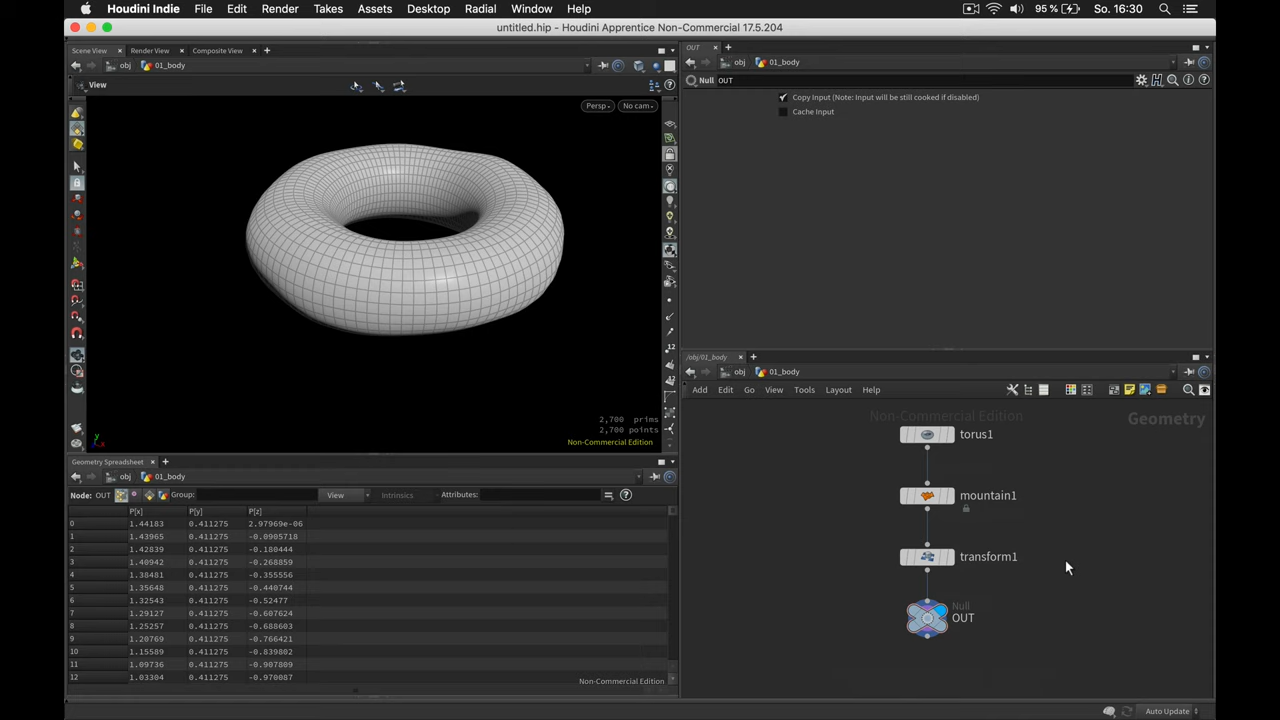 Houdini Indie File Edit Render Takes Assets Desktop Radial Window Help 95 % So. 16:30
untitled.hip - Houdini Apprentice Non-Commercial 17.5.204
Scene View Render View Composite View
obj 01_body
View
Persp No cam
12
12
2,700 prims
2,700 points
Non-Commercial Edition
y
x
Geometry Spreadsheet
obj 01_body
Node: OUT Group: View Intrinsics Attributes:
P[x] P[y] P[z]
0 1.44183 0.411275 2.97969e-06
1 1.43965 0.411275 -0.0905718
2 1.42839 0.411275 -0.180444
3 1.40942 0.411275 -0.268859
4 1.38481 0.411275 -0.355556
5 1.35648 0.411275 -0.440744
6 1.32543 0.411275 -0.52477
7 1.29127 0.411275 -0.607624
8 1.25257 0.411275 -0.688603
9 1.20769 0.411275 -0.766421
10 1.15589 0.411275 -0.839802
11 1.09736 0.411275 -0.907809
12 1.03304 0.411275 -0.970087
Non-Commercial Edition
OUT
obj 01_body
Null OUT
Copy Input (Note: Input will be still cooked if disabled)
Cache Input
/obj/01_body
obj 01_body
Add Edit Go View Tools Layout Help
Non-Commercial Edition
Geometry
torus1
mountain1
transform1
Null
OUT
Auto Update